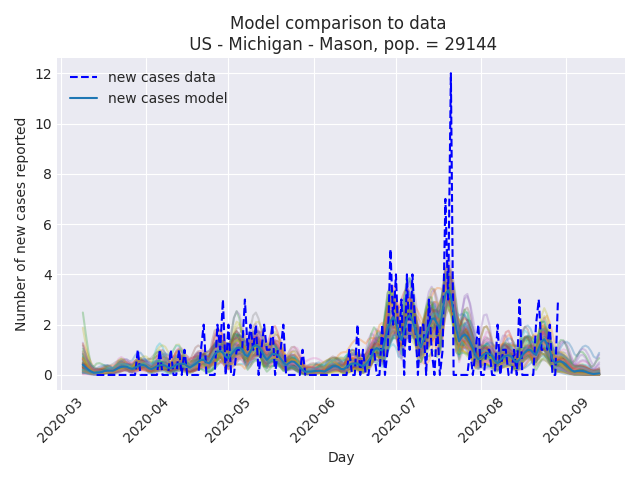 Model comparison to data
US - Michigan - Mason, pop. = 29144
new cases data
new cases model
Number of new cases reported
12
10
8
6
4
2
0
2020-03
2020-04
2020-05
2020-06
2020-07
2020-08
2020-09
Day